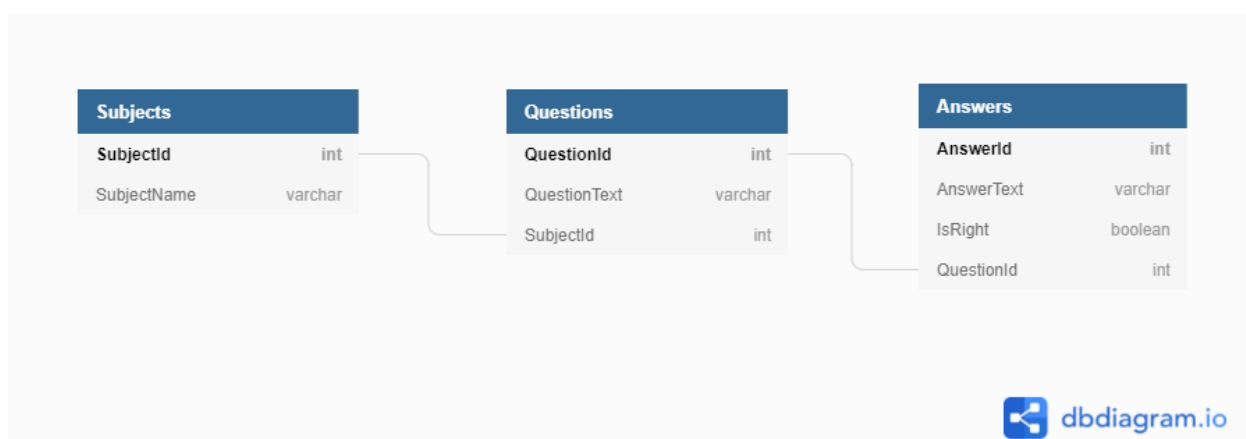 Subjects
SubjectId int
SubjectName varchar
Questions
QuestionId int
QuestionText varchar
SubjectId int
Answers
AnswerId int
AnswerText varchar
IsRight boolean
QuestionId int
dbdiagram.io